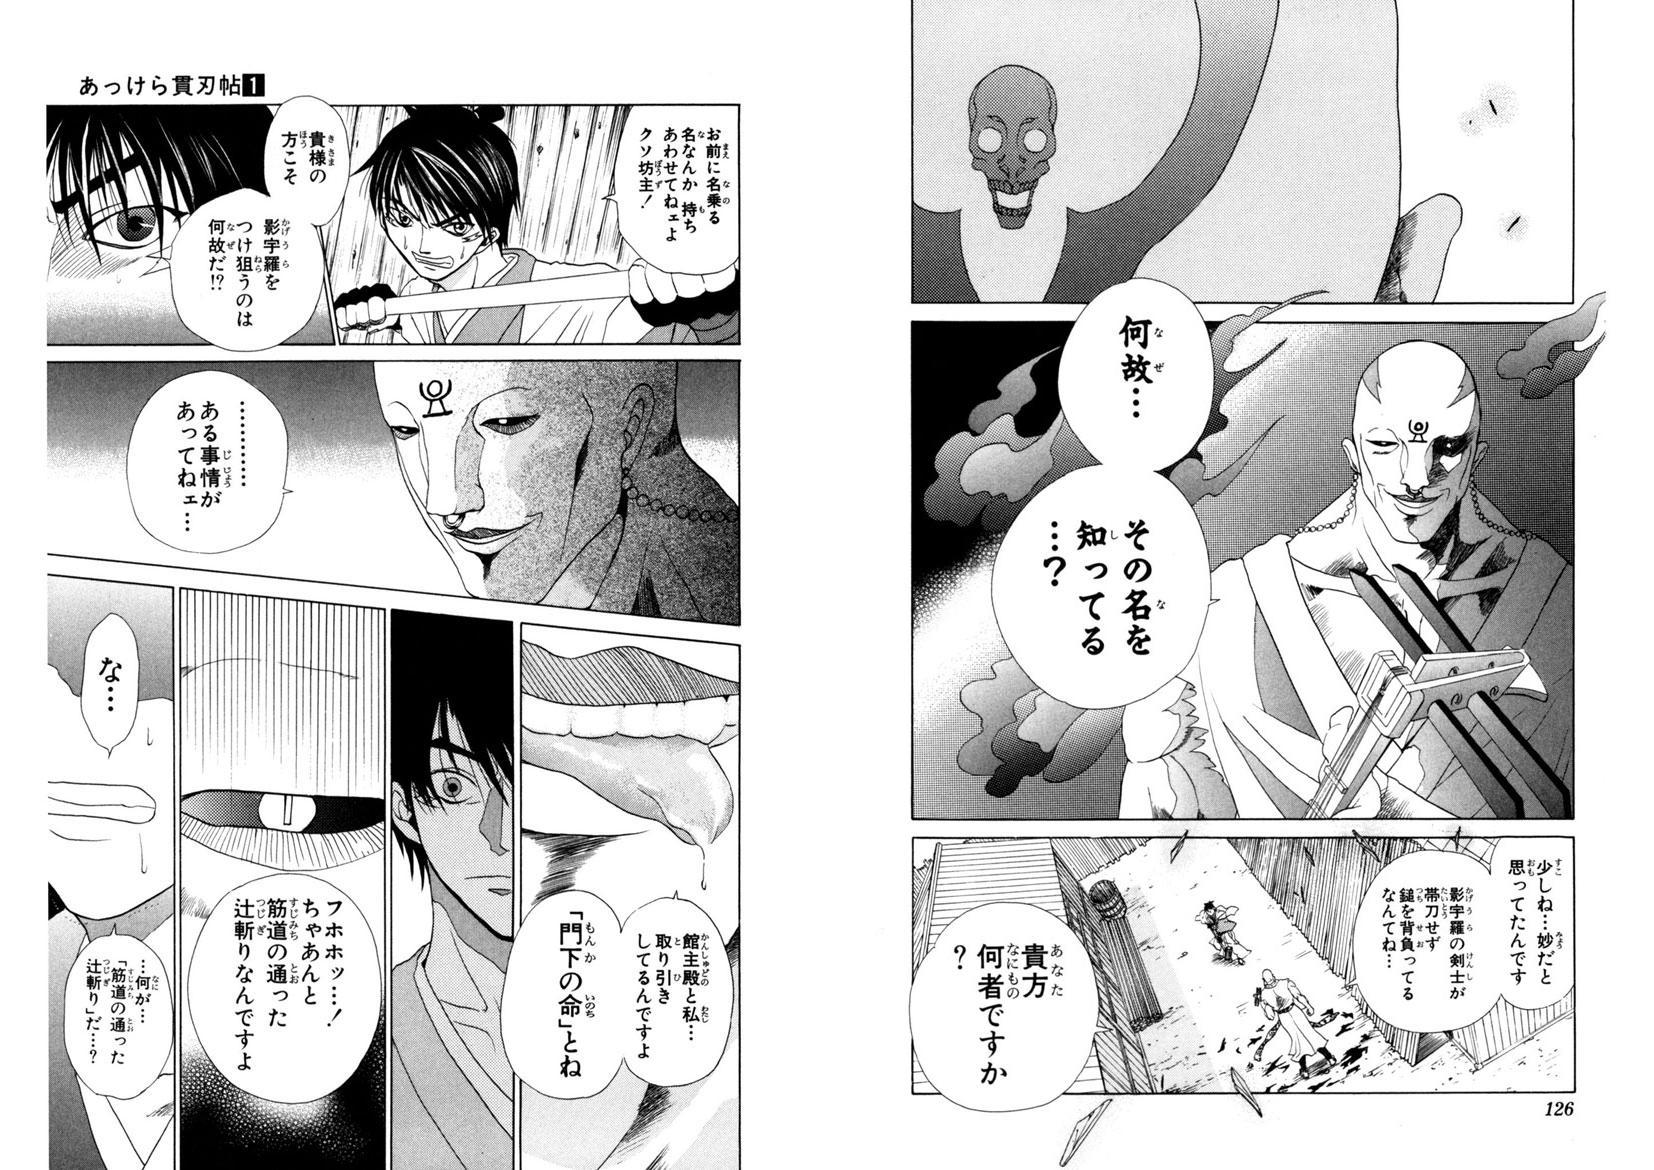 何故…
その名を
知ってる
…？
少しね…妙だと
思ってたんです
影宇羅の剣士が
帯刀せず
鎚を背負ってる
なんてね…
貴方
何者ですか
？
126
あっけら貫刃帖1
お前に名乗る
名なんか持ち
あわせてねェよ
クソ坊主！
貴様の
方こそ
影宇羅を
つけ狙うのは
何故だ!?
…………
ある事情が
あってねェ…
館主殿と私…
取り引き
してるんですよ
「門下の命」とね
フホホッ…！
ちゃあんと
筋道の通った
辻斬りなんですよ
な…
…何が…
「筋道の通った
辻斬り」だ…？